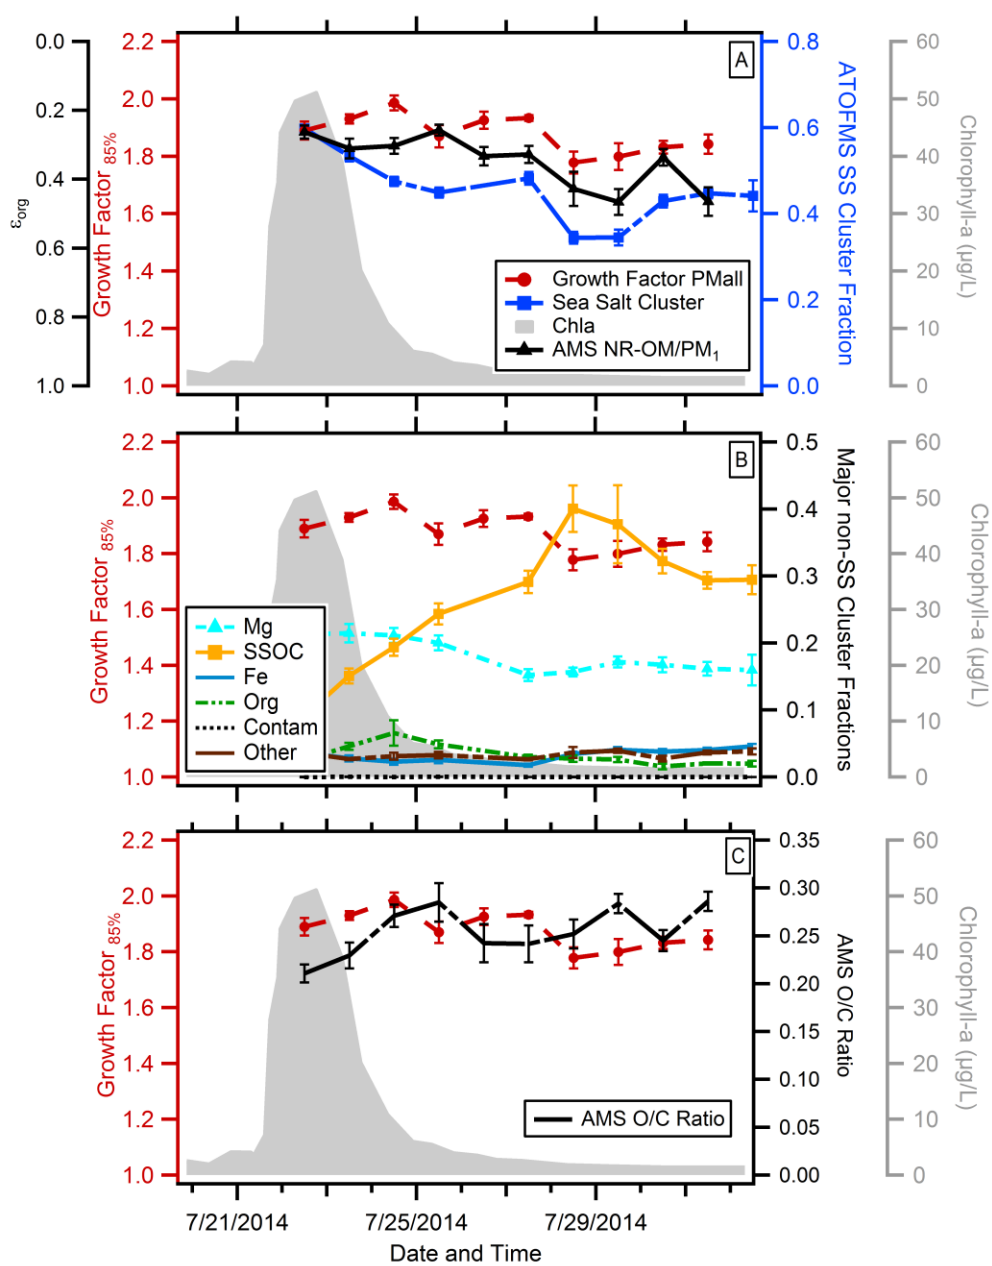 A
0.0
0.2
0.4
0.6
0.8
1.0
εorg
2.2
2.0
1.8
1.6
1.4
1.2
1.0
Growth Factor 85%
0.8
0.6
0.4
0.2
0.0
ATOFMS SS Cluster Fraction
60
50
40
30
20
10
0
Chlorophyll-a (µg/L)
Growth Factor PMall
Sea Salt Cluster
Chla
AMS NR-OM/PM1
B
2.2
2.0
1.8
1.6
1.4
1.2
1.0
Growth Factor 85%
0.5
0.4
0.3
0.2
0.1
0.0
Major non-SS Cluster Fractions
60
50
40
30
20
10
0
Chlorophyll-a (µg/L)
Mg
SSOC
Fe
Org
Contam
Other
C
2.2
2.0
1.8
1.6
1.4
1.2
1.0
Growth Factor 85%
0.35
0.30
0.25
0.20
0.15
0.10
0.05
0.00
AMS O/C Ratio
60
50
40
30
20
10
0
Chlorophyll-a (µg/L)
AMS O/C Ratio
7/21/2014
7/25/2014
7/29/2014
Date and Time